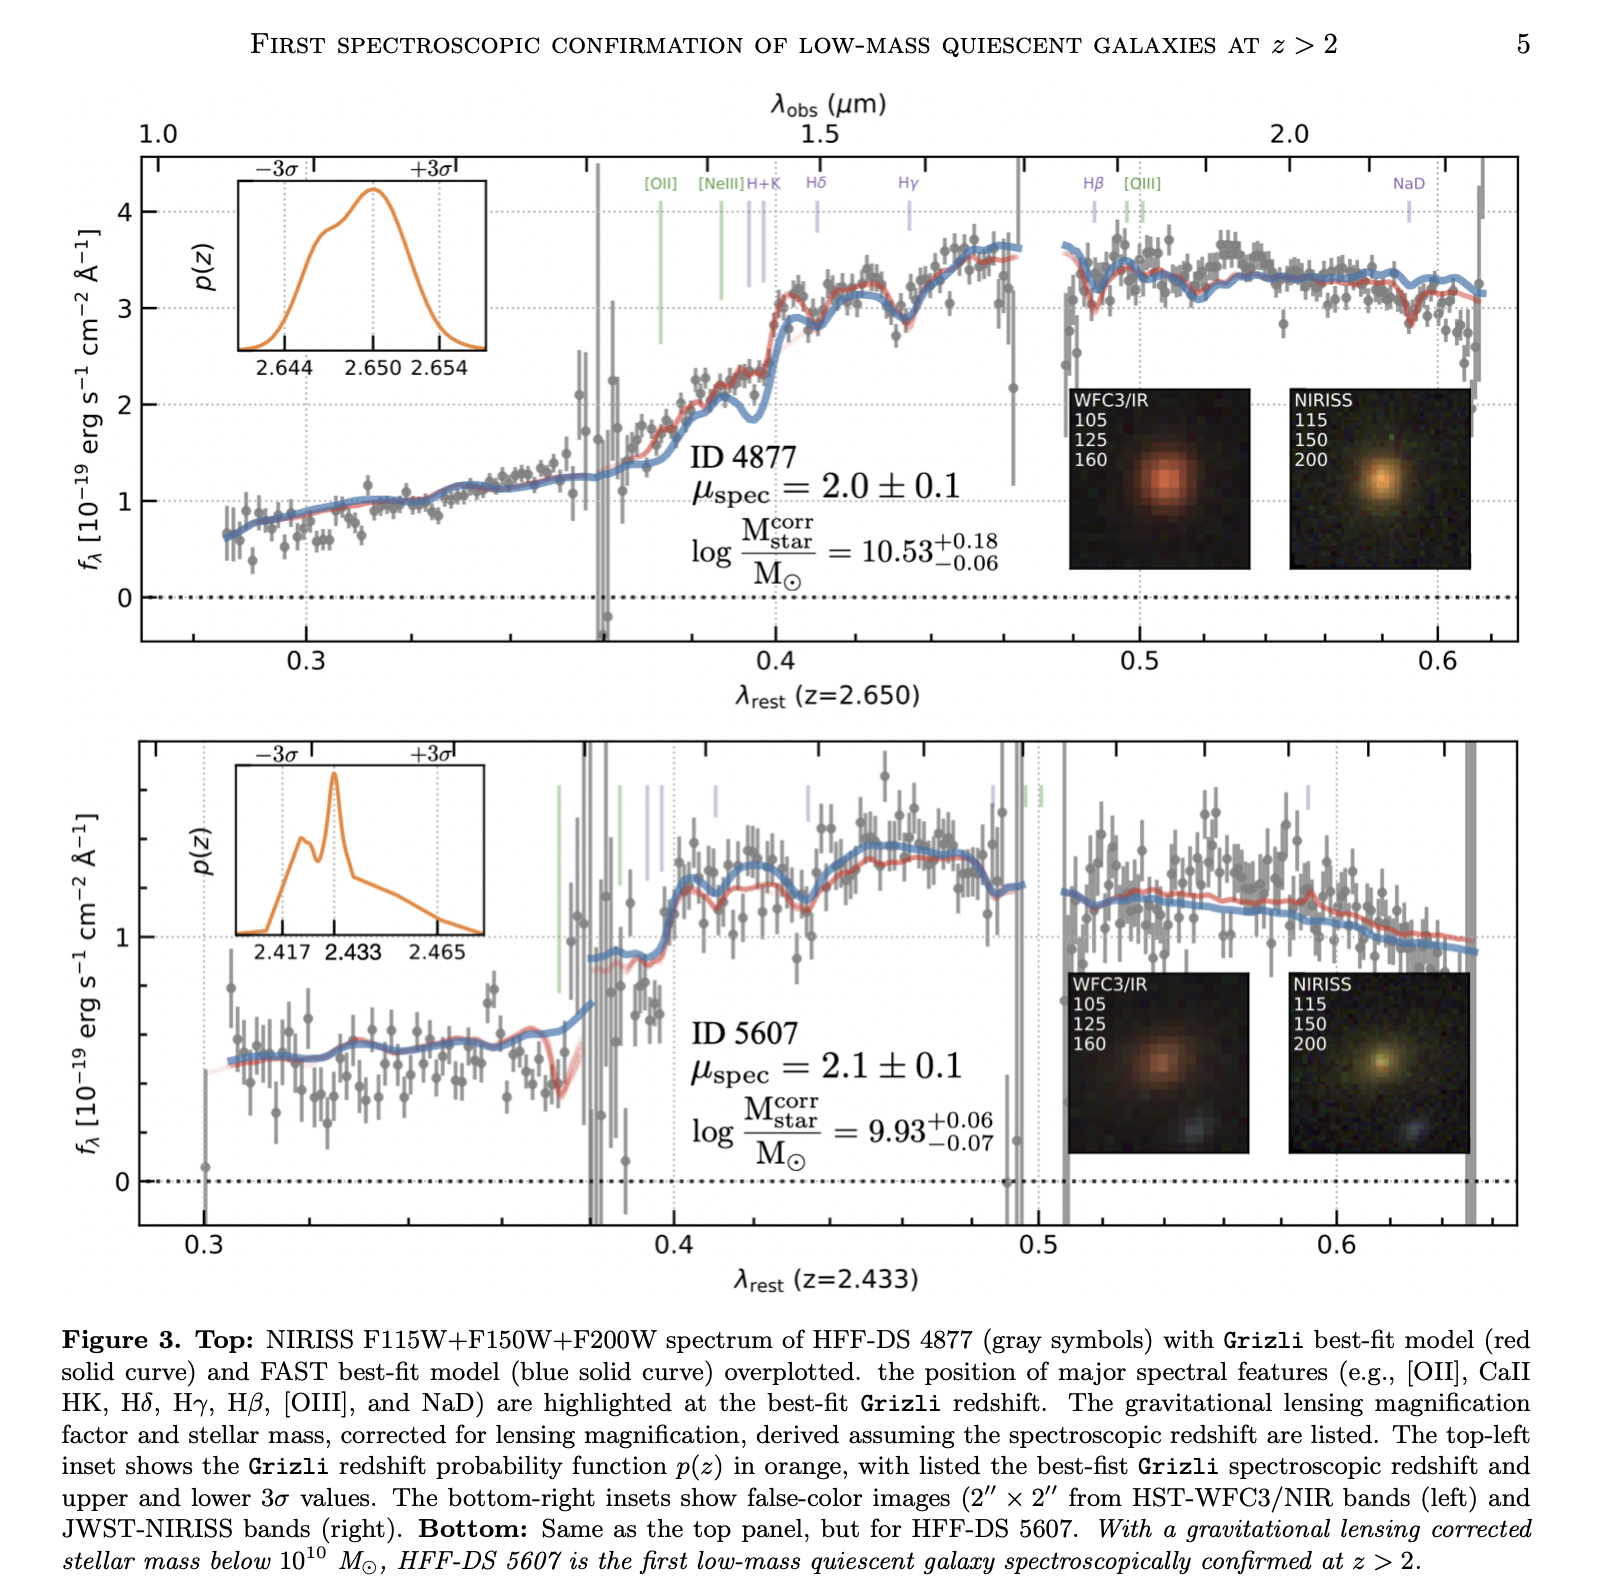 FIRST SPECTROSCOPIC CONFIRMATION OF LOW-MASS QUIESCENT GALAXIES AT z > 2 5
λobs (μm)
1.0 1.5 2.0
−3σ +3σ
p(z)
2.644 2.650 2.654
[OII] [NeIII] H+K Hδ Hγ Hβ [OIII] NaD
fλ [10−19 erg s−1 cm−2 Å−1]
4
3
2
1
0
ID 4877
μspec = 2.0 ± 0.1
log Mcorrstar/M⊙ = 10.53+0.18−0.06
WFC3/IR
105
125
160
NIRISS
115
150
200
0.3 0.4 0.5 0.6
λrest (z=2.650)
−3σ +3σ
p(z)
2.417 2.433 2.465
fλ [10−19 erg s−1 cm−2 Å−1]
1
0
ID 5607
μspec = 2.1 ± 0.1
log Mcorrstar/M⊙ = 9.93+0.06−0.07
WFC3/IR
105
125
160
NIRISS
115
150
200
0.3 0.4 0.5 0.6
λrest (z=2.433)
Figure 3. Top: NIRISS F115W+F150W+F200W spectrum of HFF-DS 4877 (gray symbols) with Grizli best-fit model (red
solid curve) and FAST best-fit model (blue solid curve) overplotted. the position of major spectral features (e.g., [OII], CaII
HK, Hδ, Hγ, Hβ, [OIII], and NaD) are highlighted at the best-fit Grizli redshift. The gravitational lensing magnification
factor and stellar mass, corrected for lensing magnification, derived assuming the spectroscopic redshift are listed. The top-left
inset shows the Grizli redshift probability function p(z) in orange, with listed the best-fist Grizli spectroscopic redshift and
upper and lower 3σ values. The bottom-right insets show false-color images (2″ × 2″ from HST-WFC3/NIR bands (left) and
JWST-NIRISS bands (right). Bottom: Same as the top panel, but for HFF-DS 5607. With a gravitational lensing corrected
stellar mass below 10^10 M⊙, HFF-DS 5607 is the first low-mass quiescent galaxy spectroscopically confirmed at z > 2.